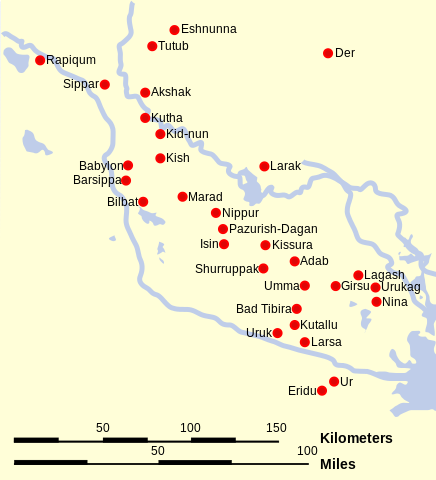 Eshnunna
Tutub
Der
Rapiqum
Sippar
Akshak
Kutha
Kid-nun
Kish
Babylon
Larak
Barsippa
Marad
Bilbat
Nippur
Pazurish-Dagan
Isin
Kissura
Adab
Shurruppak
Lagash
Umma
Girsu
Urukag
Nina
Bad Tibira
Kutallu
Uruk
Larsa
Ur
Eridu
50 100 150
Kilometers
50 100
Miles